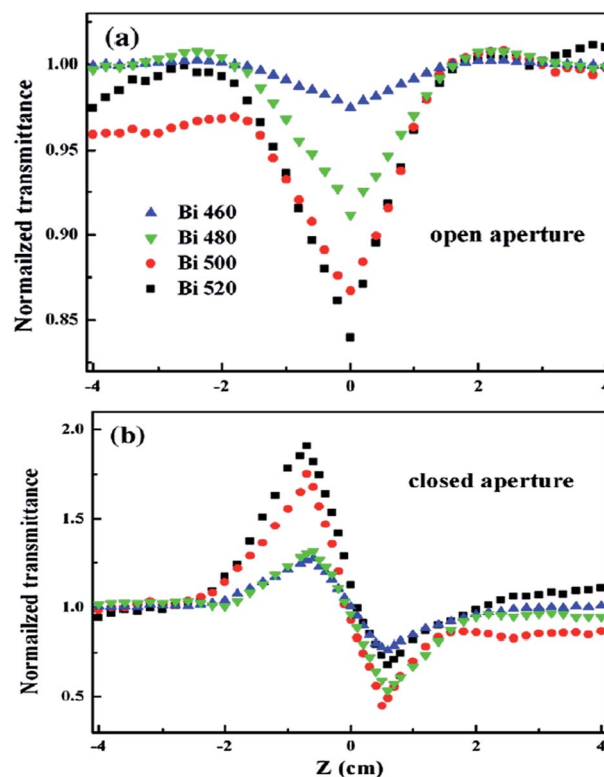 (a)
Normailzed transmittance
1.00
0.95
0.90
0.85
Bi 460
Bi 480
Bi 500
Bi 520
open aperture
-4 -2 0 2 4
(b)
Normalized transmittance
2.0
1.5
1.0
0.5
closed aperture
-4 -2 0 2 4
Z (cm)